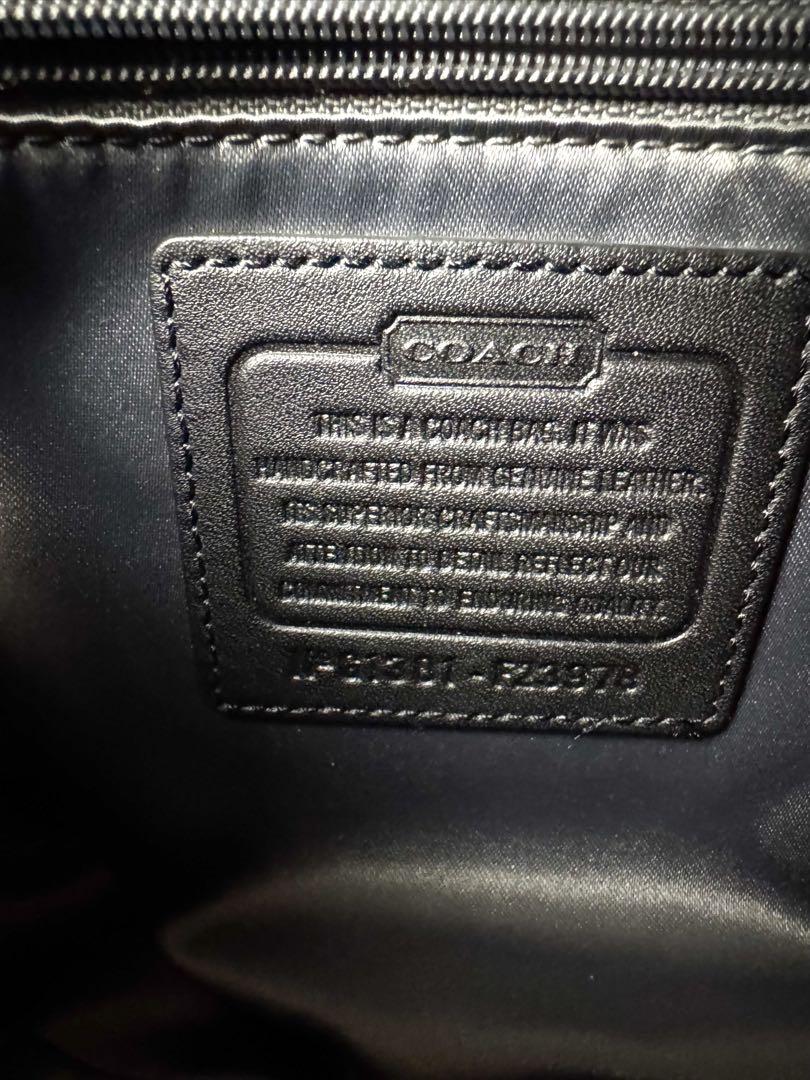 COACH
THIS IS A COACH BAG. IT WAS
HANDCRAFTED FROM GENUINE LEATHER.
ITS SUPERIOR CRAFTSMANSHIP AND
ATTENTION TO DETAIL REFLECT OUR
COMMITMENT TO ENDURING QUALITY.